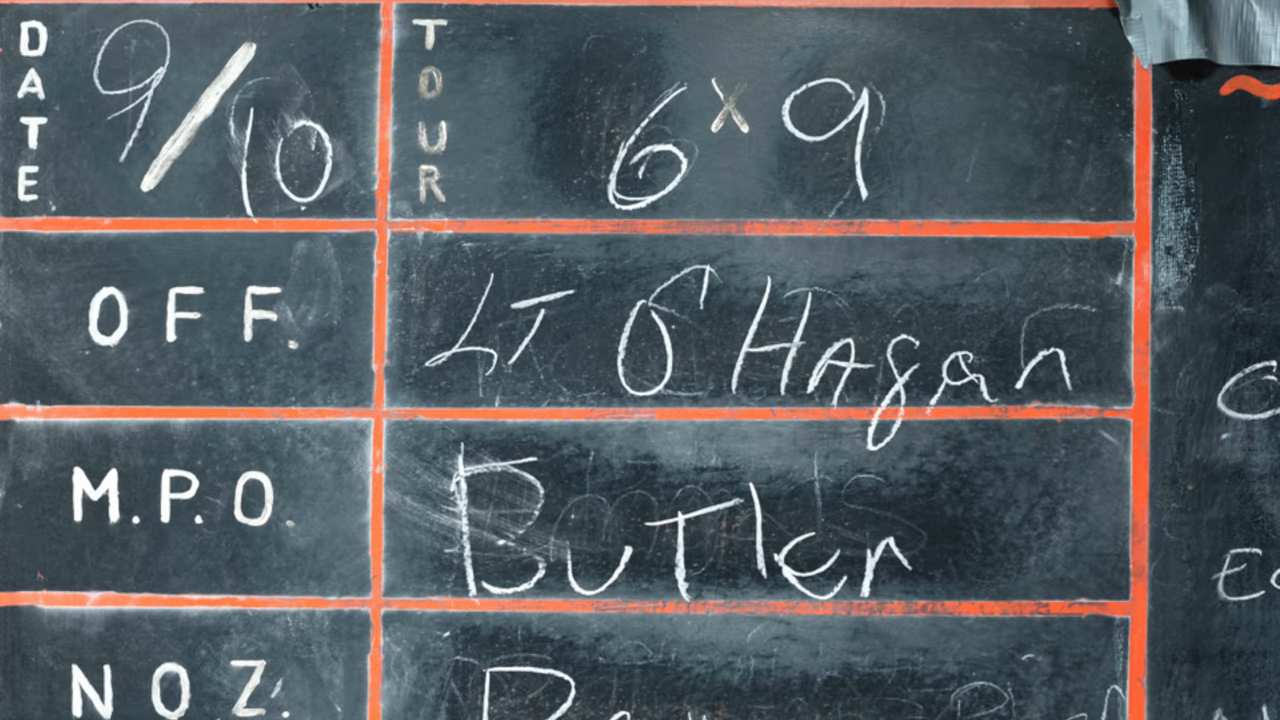 DATE 9/10 TOUR 6x9
OFF. LT O'Hagan
M.P.O. Butler
NOZ.